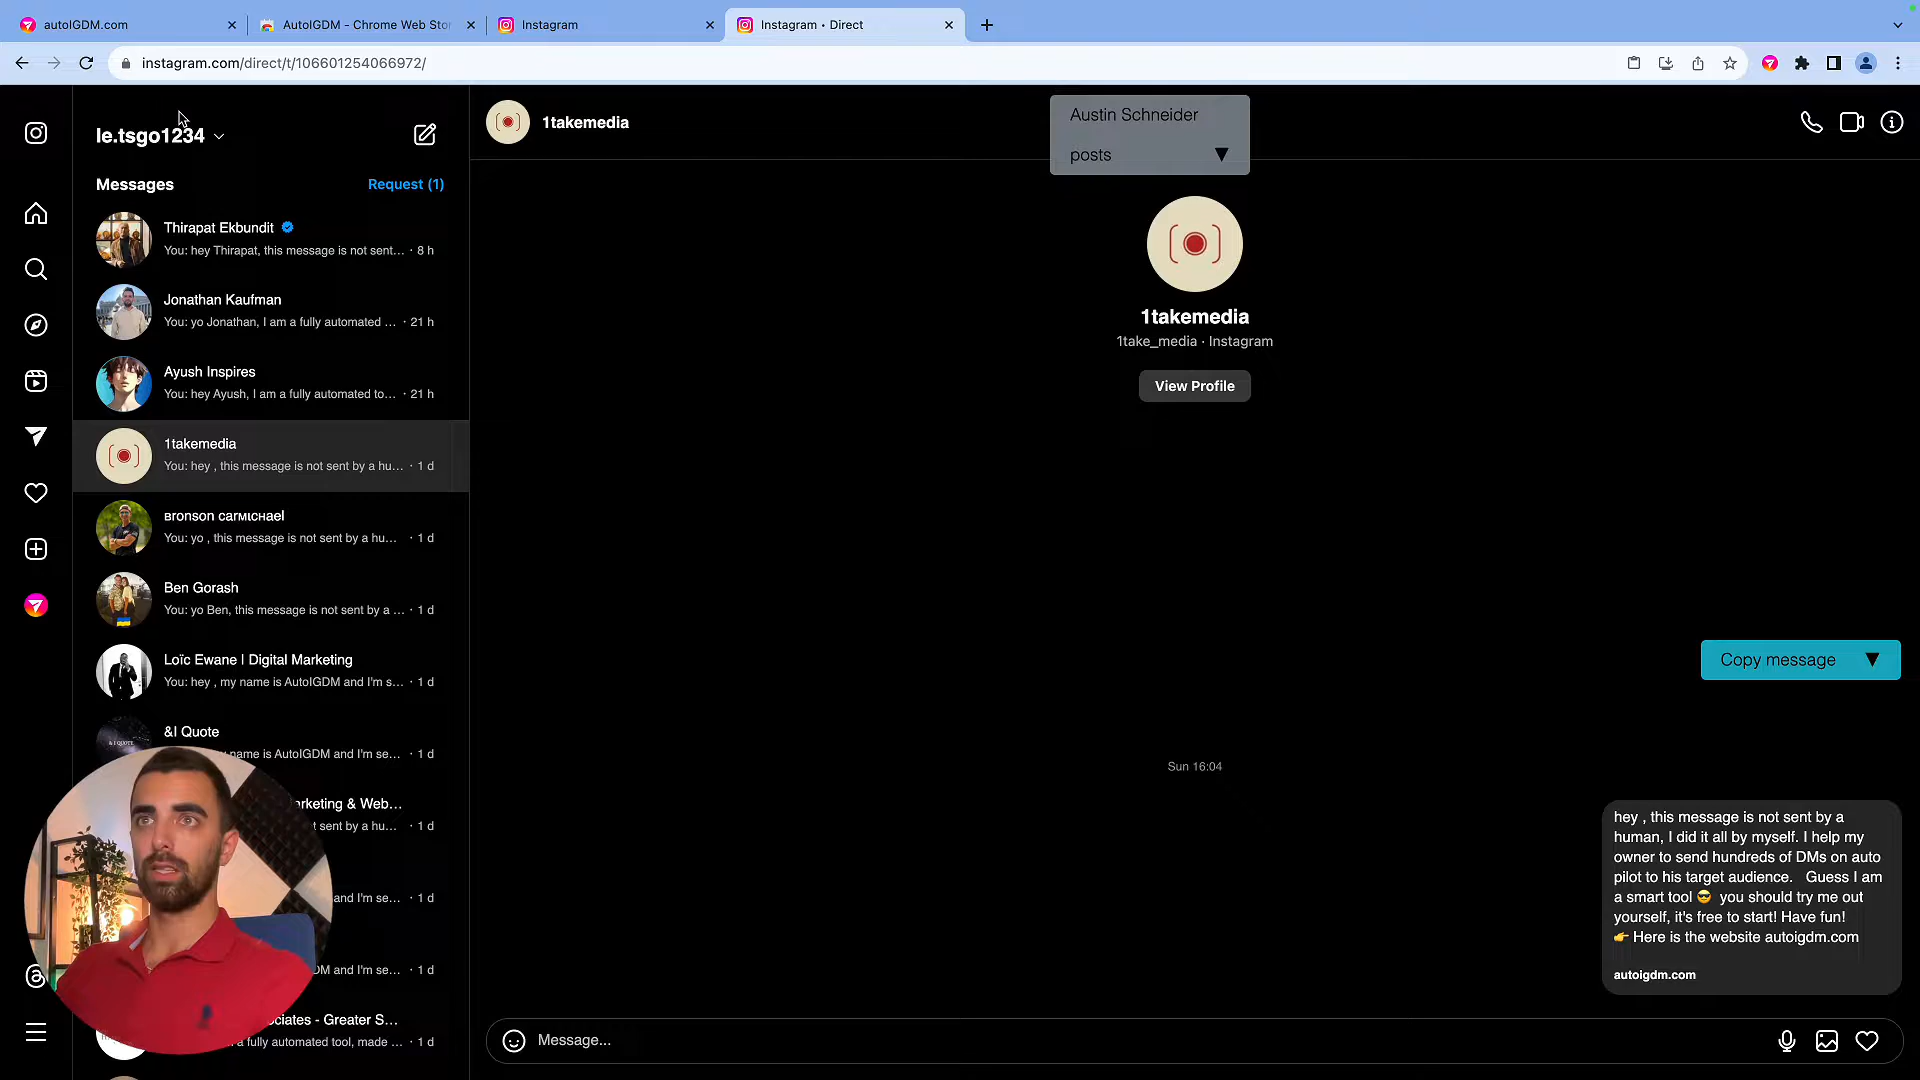 autoIGDM.com
AutoIGDM - Chrome Web Sto
Instagram
Instagram • Direct
instagram.com/direct/t/106601254066972/
le.tsgo1234
Messages
Request (1)
Thirapat Ekbundit
You: hey Thirapat, this message is not sent... · 8 h
Jonathan Kaufman
You: yo Jonathan, I am a fully automated ... · 21 h
Ayush Inspires
You: hey Ayush, I am a fully automated to... · 21 h
1takemedia
You: hey , this message is not sent by a hu... · 1 d
вronson carмιcнael
You: yo , this message is not sent by a hu... · 1 d
Ben Gorash
You: yo Ben, this message is not sent by a ... · 1 d
Loïc Ewane | Digital Marketing
You: hey , my name is AutoIGDM and I'm s... · 1 d
&I Quote
name is AutoIGDM and I'm se... · 1 d
rketing & Web...
t sent by a hu... · 1 d
and I'm se... · 1 d
DM and I'm se... · 1 d
ciates - Greater S...
a fully automated tool, made ... · 1 d
1takemedia
Austin Schneider
posts
1takemedia
1take_media · Instagram
View Profile
Copy message
Sun 16:04
hey , this message is not sent by a
human, I did it all by myself. I help my
owner to send hundreds of DMs on auto
pilot to his target audience. Guess I am
a smart tool 😎 you should try me out
yourself, it's free to start! Have fun!
👉 Here is the website autoigdm.com
autoigdm.com
Message...